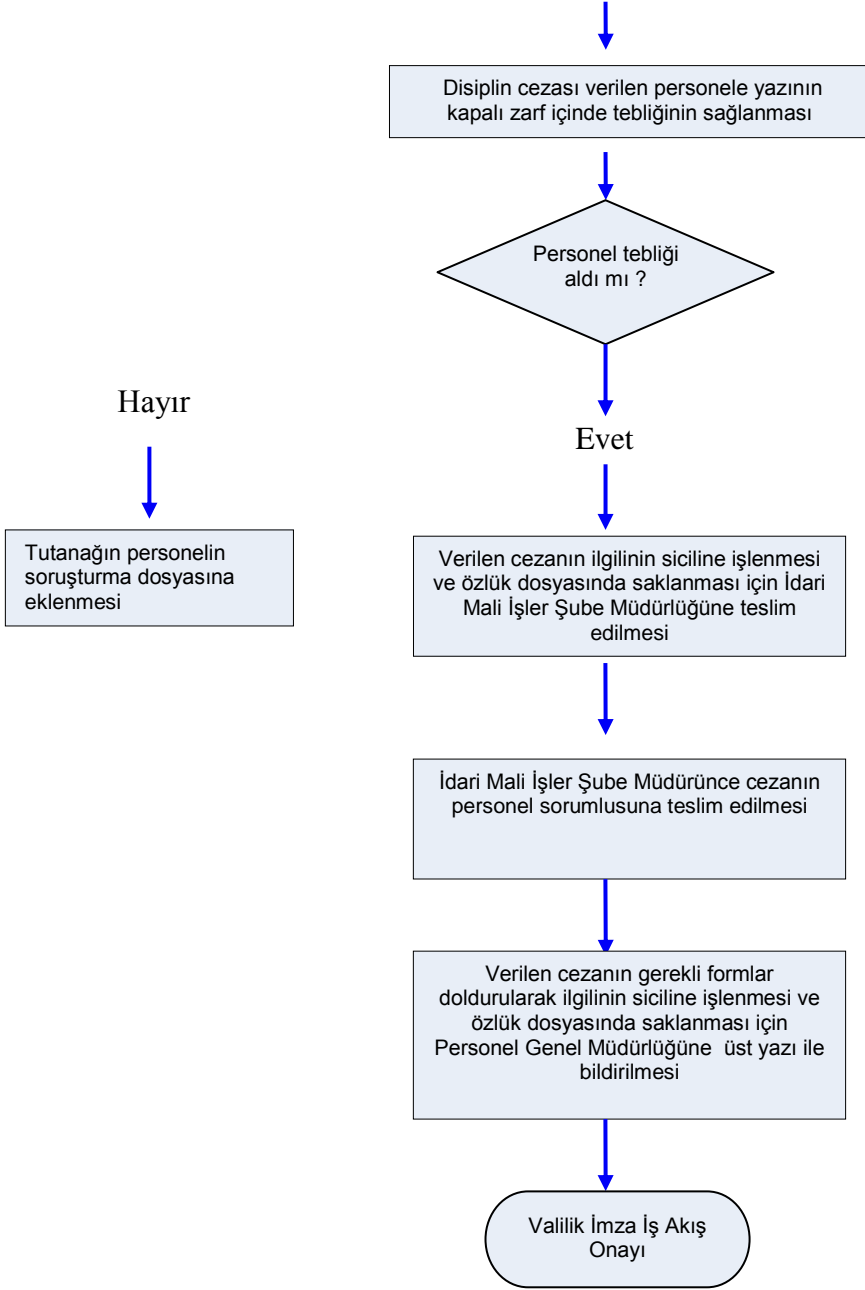 Disiplin cezası verilen personele yazının
kapalı zarf içinde tebliğinin sağlanması
Personel tebliği
aldı mı ?
Hayır
Evet
Tutanağın personelin
soruşturma dosyasına
eklenmesi
Verilen cezanın ilgilinin siciline işlenmesi
ve özlük dosyasında saklanması için İdari
Mali İşler Şube Müdürlüğüne teslim
edilmesi
İdari Mali İşler Şube Müdürünce cezanın
personel sorumlusuna teslim edilmesi
Verilen cezanın gerekli formlar
doldurularak ilgilinin siciline işlenmesi ve
özlük dosyasında saklanması için
Personel Genel Müdürlüğüne  üst yazı ile
bildirilmesi
Valilik İmza İş Akış
Onayı